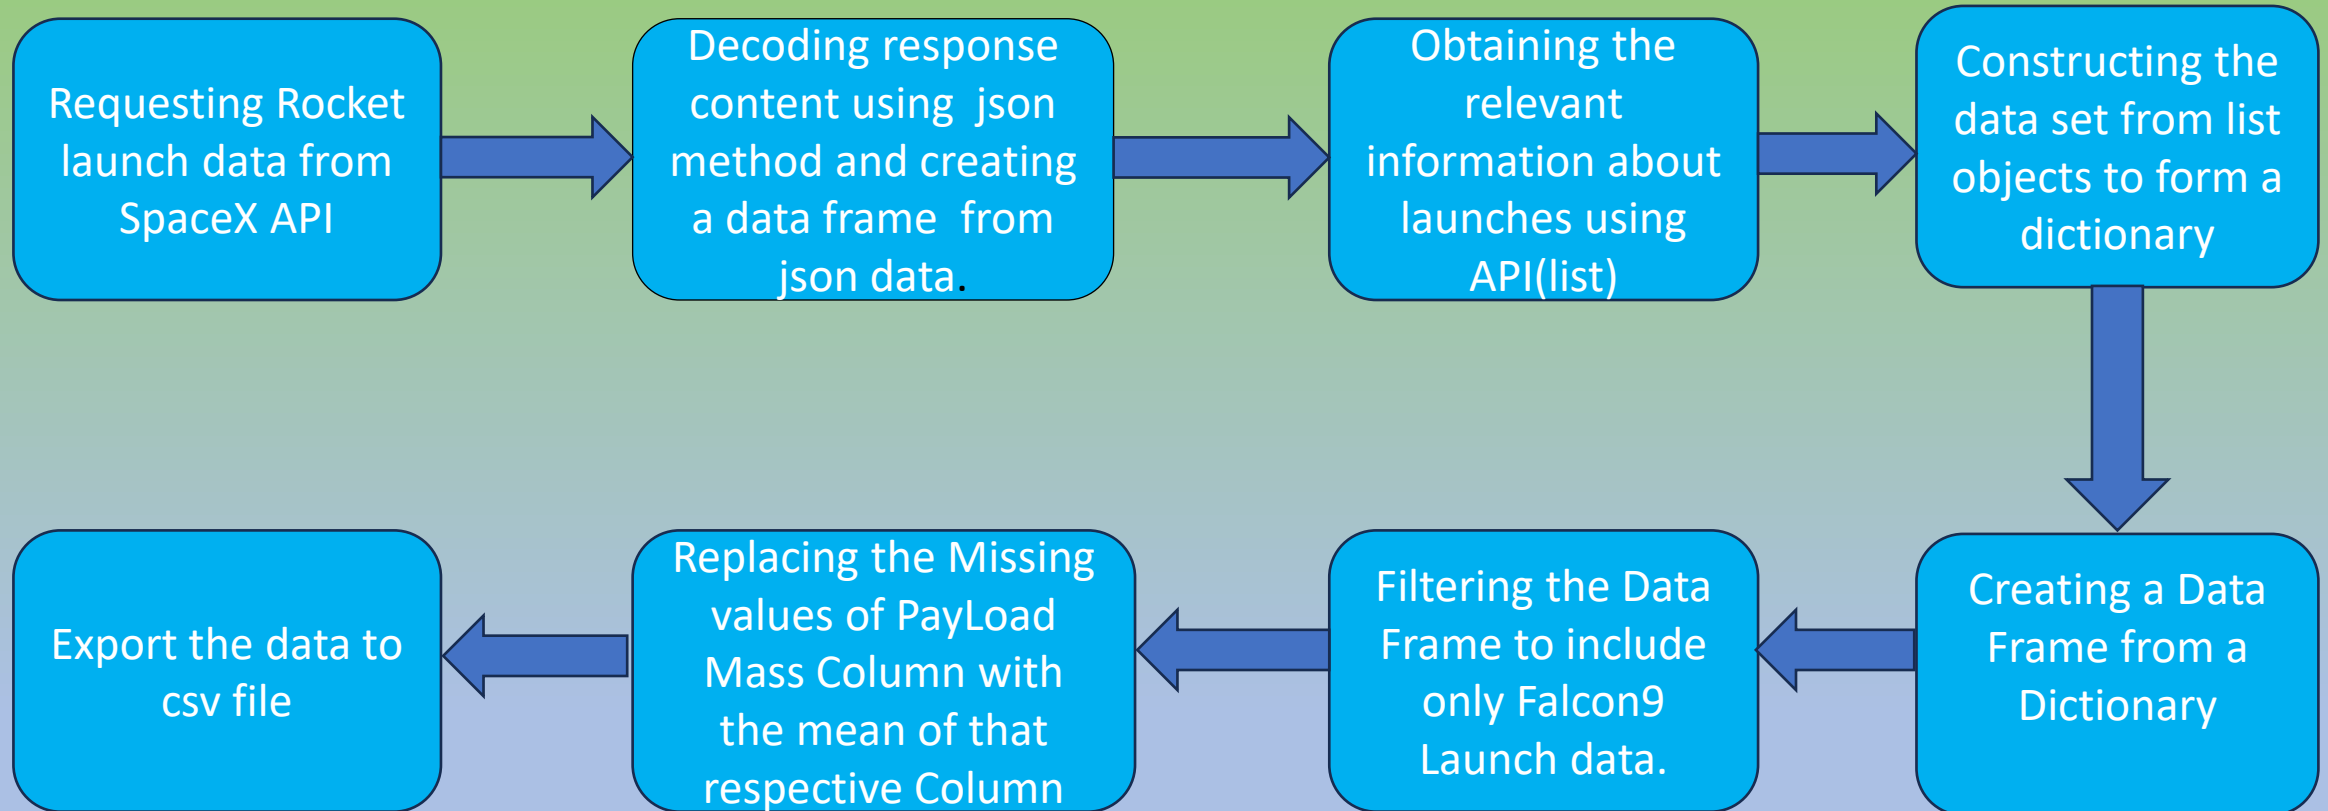 Requesting Rocket
launch data from
SpaceX API
Decoding response
content using  json
method and creating
a data frame  from
json data.
Obtaining the
relevant
information about
launches using
API(list)
Constructing the
data set from list
objects to form a
dictionary
Creating a Data
Frame from a
Dictionary
Filtering the Data
Frame to include
only Falcon9
Launch data.
Replacing the Missing
values of PayLoad
Mass Column with
the mean of that
respective Column
Export the data to
csv file